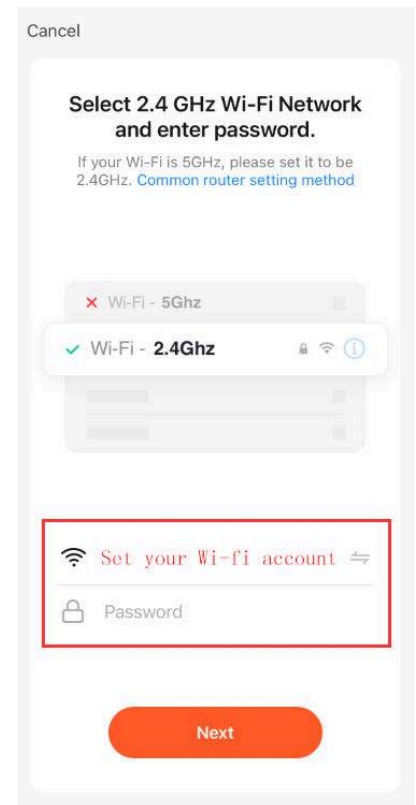 Cancel
Select 2.4 GHz Wi-Fi Network
and enter password.
If your Wi-Fi is 5GHz, please set it to be
2.4GHz. Common router setting method
Wi-Fi - 5Ghz
Wi-Fi - 2.4Ghz
Set your Wi-fi account
Password
Next